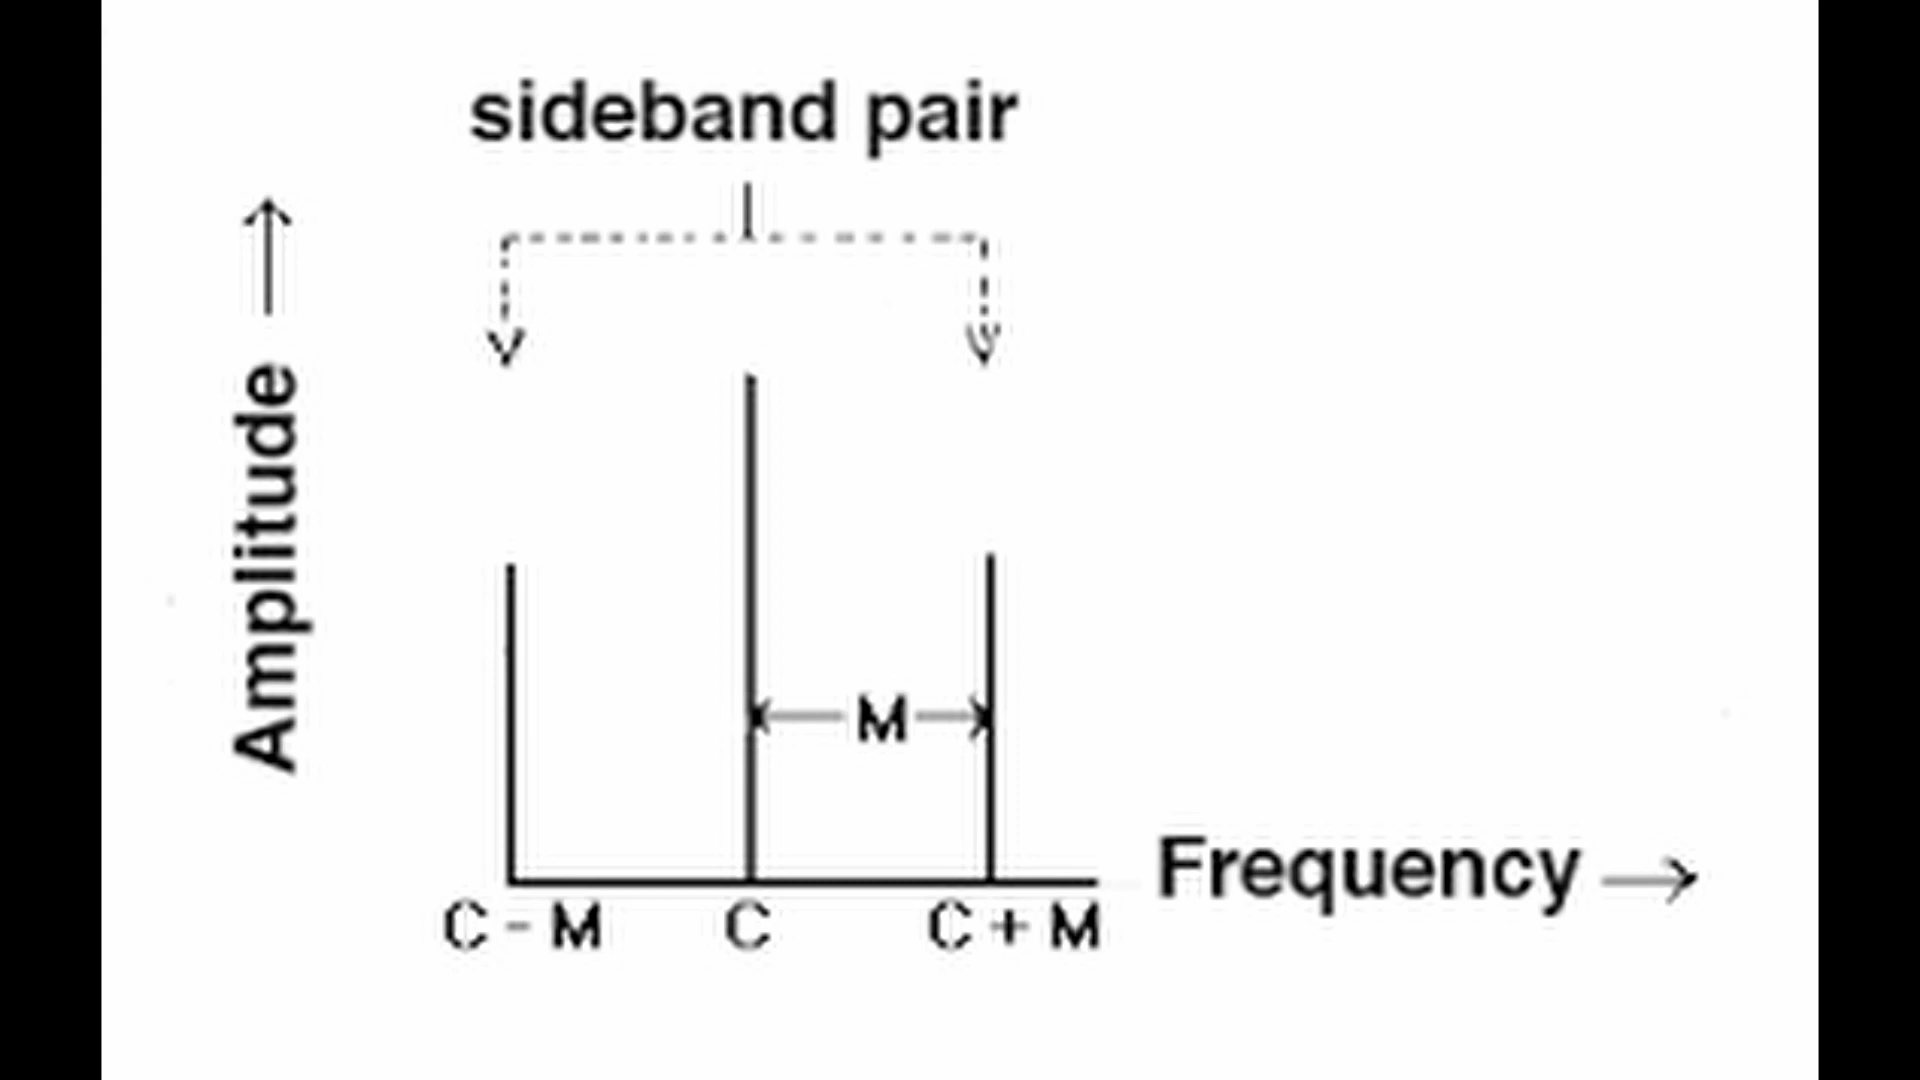 sideband pair
Amplitude
M
Frequency
C - M
C
C + M